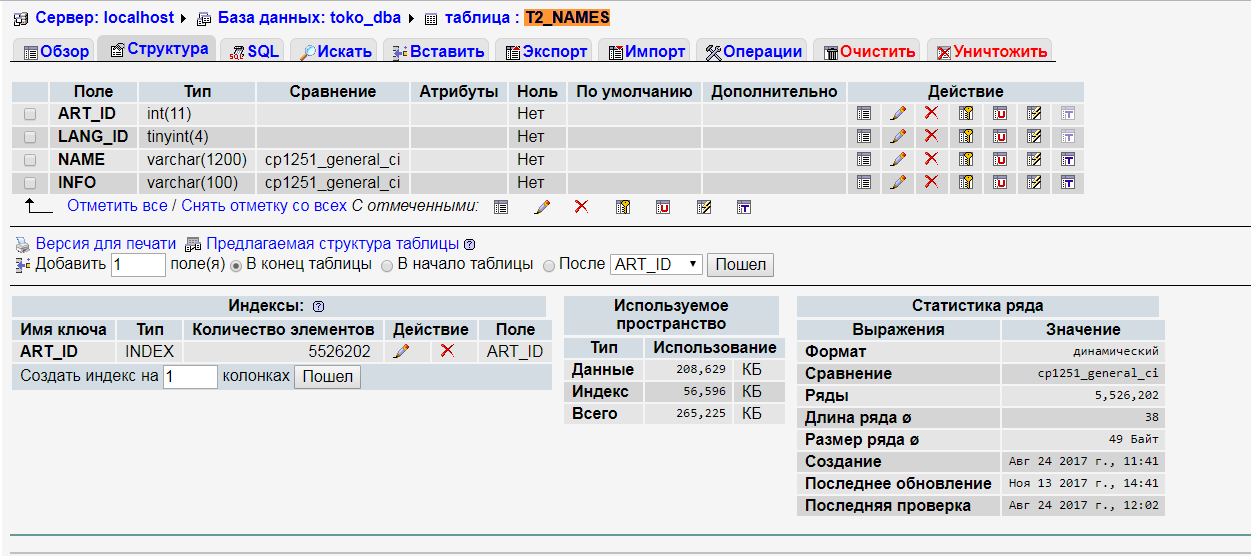 Сервер: localhost База данных: toko_dba таблица : T2_NAMES
Обзор Структура SQL Искать Вставить Экспорт Импорт Операции Очистить Уничтожить
Поле Тип Сравнение Атрибуты Ноль По умолчанию Дополнительно Действие
ART_ID int(11) Нет
LANG_ID tinyint(4) Нет
NAME varchar(1200) cp1251_general_ci Нет
INFO varchar(100) cp1251_general_ci Нет
Отметить все / Снять отметку со всех С отмеченными:
Версия для печати Предлагаемая структура таблицы
Добавить 1 поле(я) В конец таблицы В начало таблицы После ART_ID Пошел
Индексы:
Имя ключа Тип Количество элементов Действие Поле
ART_ID INDEX 5526202 ART_ID
Создать индекс на 1 колонках Пошел
Используемое
пространство
Тип Использование
Данные 208,629 КБ
Индекс 56,596 КБ
Всего 265,225 КБ
Статистика ряда
Выражения Значение
Формат динамический
Сравнение cp1251_general_ci
Ряды 5,526,202
Длина ряда ø 38
Размер ряда ø 49 Байт
Создание Авг 24 2017 г., 11:41
Последнее обновление Ноя 13 2017 г., 14:41
Последняя проверка Авг 24 2017 г., 12:02